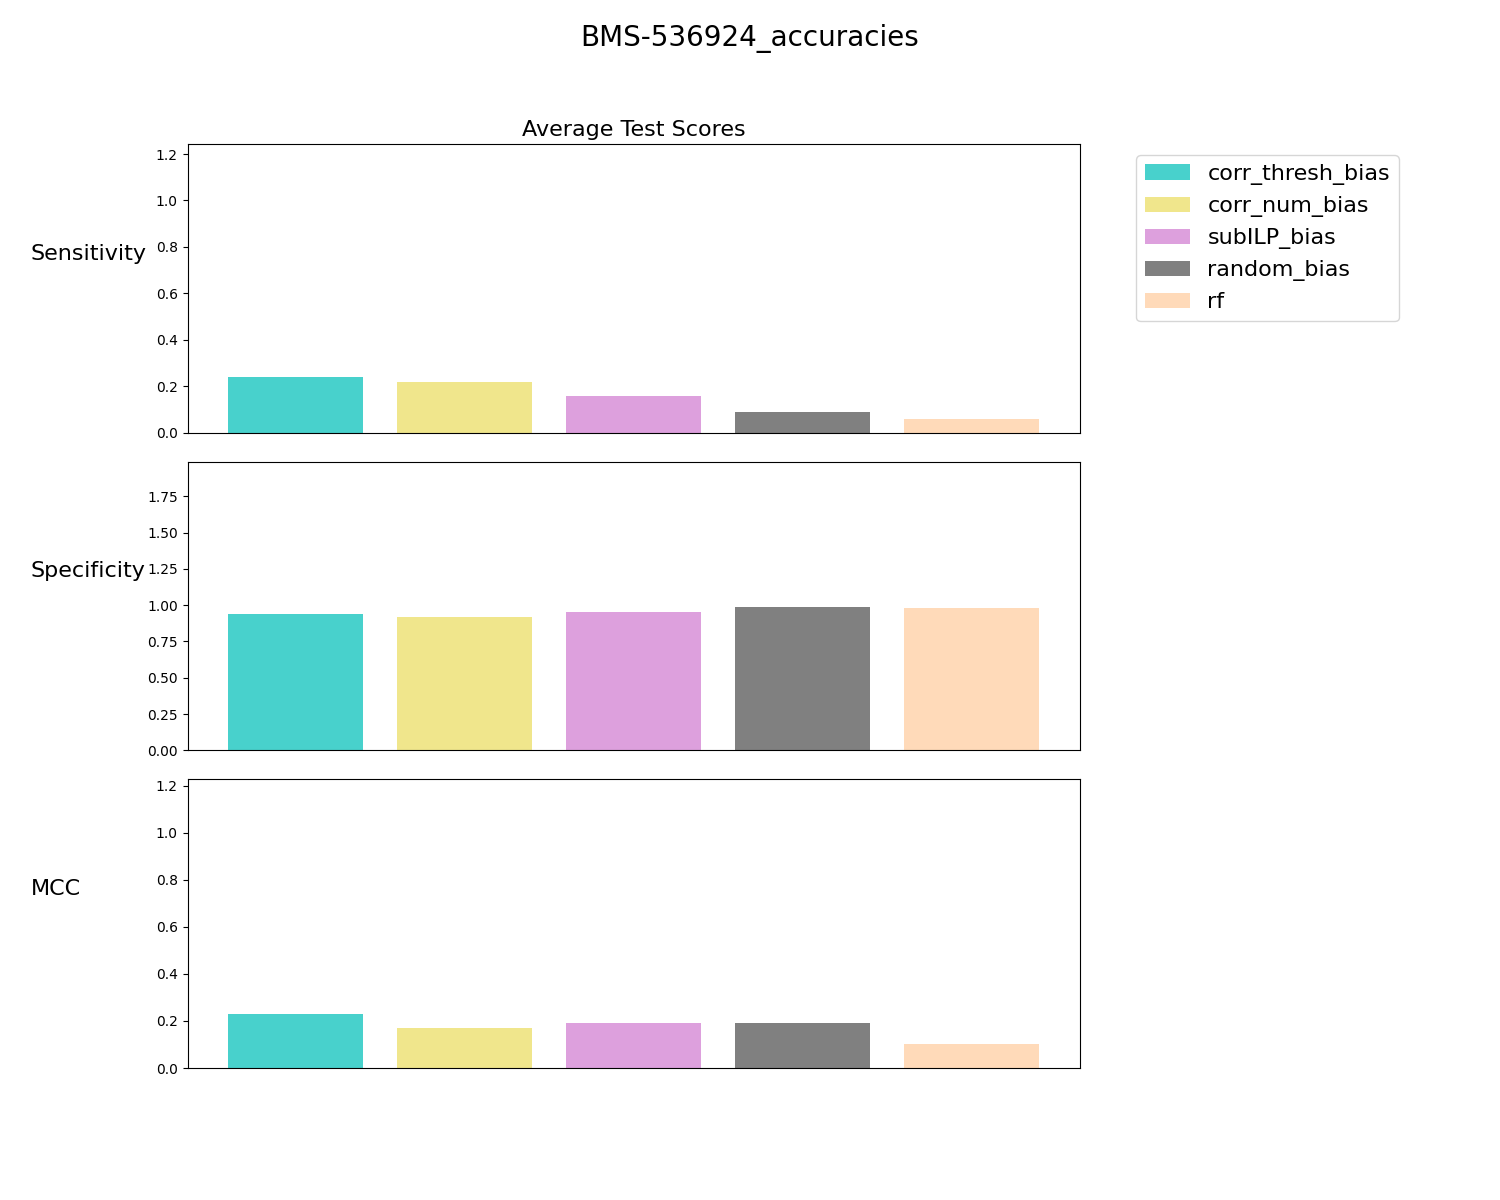 BMS-536924_accuracies
Average Test Scores
Sensitivity
1.2
1.0
0.8
0.6
0.4
0.2
0.0
corr_thresh_bias
corr_num_bias
subILP_bias
random_bias
rf
Specificity
1.75
1.50
1.25
1.00
0.75
0.50
0.25
0.00
MCC
1.2
1.0
0.8
0.6
0.4
0.2
0.0